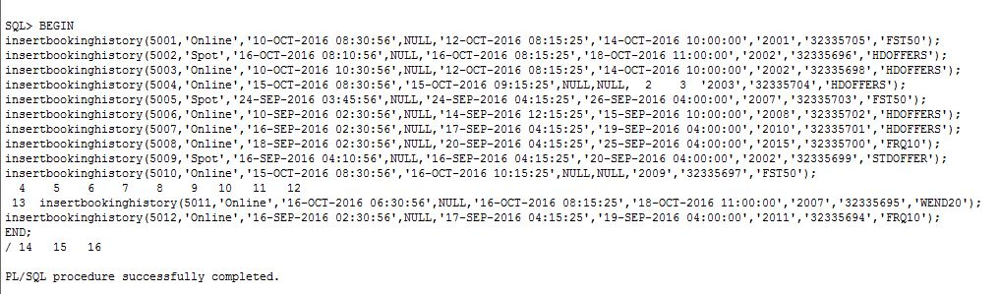 SQL> BEGIN
insertbookinghistory(5001,'Online','10-OCT-2016 08:30:56',NULL,'12-OCT-2016 08:15:25','14-OCT-2016 10:00:00','2001','32335705','FST50');
insertbookinghistory(5002,'Spot','16-OCT-2016 08:10:56',NULL,'16-OCT-2016 08:15:25','18-OCT-2016 11:00:00','2002','32335696','HDOFFERS');
insertbookinghistory(5003,'Online','10-OCT-2016 10:30:56',NULL,'12-OCT-2016 08:15:25','14-OCT-2016 10:00:00','2002','32335698','HDOFFERS');
insertbookinghistory(5004,'Online','15-OCT-2016 08:30:56','15-OCT-2016 09:15:25',NULL,NULL,  2    3  '2003','32335704','HDOFFERS');
insertbookinghistory(5005,'Spot','24-SEP-2016 03:45:56',NULL,'24-SEP-2016 04:15:25','26-SEP-2016 04:00:00','2007','32335703','FST50');
insertbookinghistory(5006,'Online','10-SEP-2016 02:30:56',NULL,'14-SEP-2016 12:15:25','15-SEP-2016 10:00:00','2008','32335702','HDOFFERS');
insertbookinghistory(5007,'Online','16-SEP-2016 02:30:56',NULL,'17-SEP-2016 04:15:25','19-SEP-2016 04:00:00','2010','32335701','HDOFFERS');
insertbookinghistory(5008,'Online','18-SEP-2016 02:30:56',NULL,'20-SEP-2016 04:15:25','25-SEP-2016 04:00:00','2015','32335700','FRQ10');
insertbookinghistory(5009,'Spot','16-SEP-2016 04:10:56',NULL,'16-SEP-2016 04:15:25','20-SEP-2016 04:00:00','2002','32335699','STDOFFER');
insertbookinghistory(5010,'Online','15-OCT-2016 08:30:56','16-OCT-2016 10:15:25',NULL,NULL,'2009','32335697','FST50');
  4    5    6    7    8    9   10   11   12
 13  insertbookinghistory(5011,'Online','16-OCT-2016 06:30:56',NULL,'16-OCT-2016 08:15:25','18-OCT-2016 11:00:00','2007','32335695','WEND20');
insertbookinghistory(5012,'Online','16-SEP-2016 02:30:56',NULL,'17-SEP-2016 04:15:25','19-SEP-2016 04:00:00','2011','32335694','FRQ10');
END;
/ 14   15   16
PL/SQL procedure successfully completed.